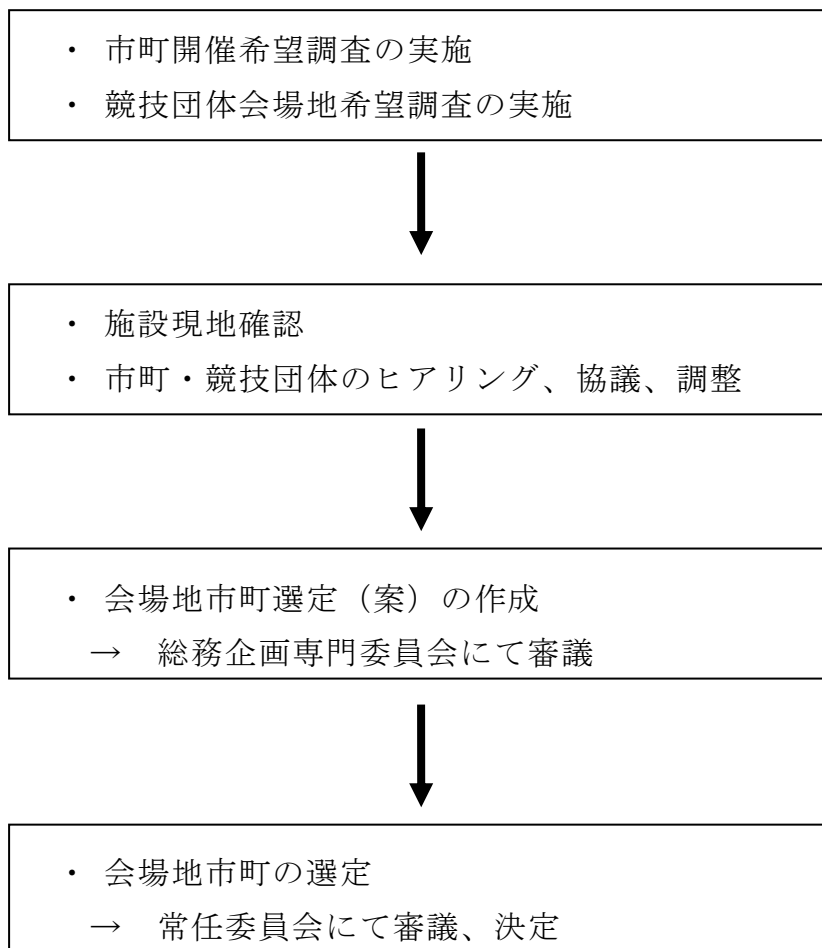 ・ 市町開催希望調査の実施
・ 競技団体会場地希望調査の実施
・ 施設現地確認
・ 市町・競技団体のヒアリング、協議、調整
・ 会場地市町選定（案）の作成
→ 総務企画専門委員会にて審議
・ 会場地市町の選定
→ 常任委員会にて審議、決定